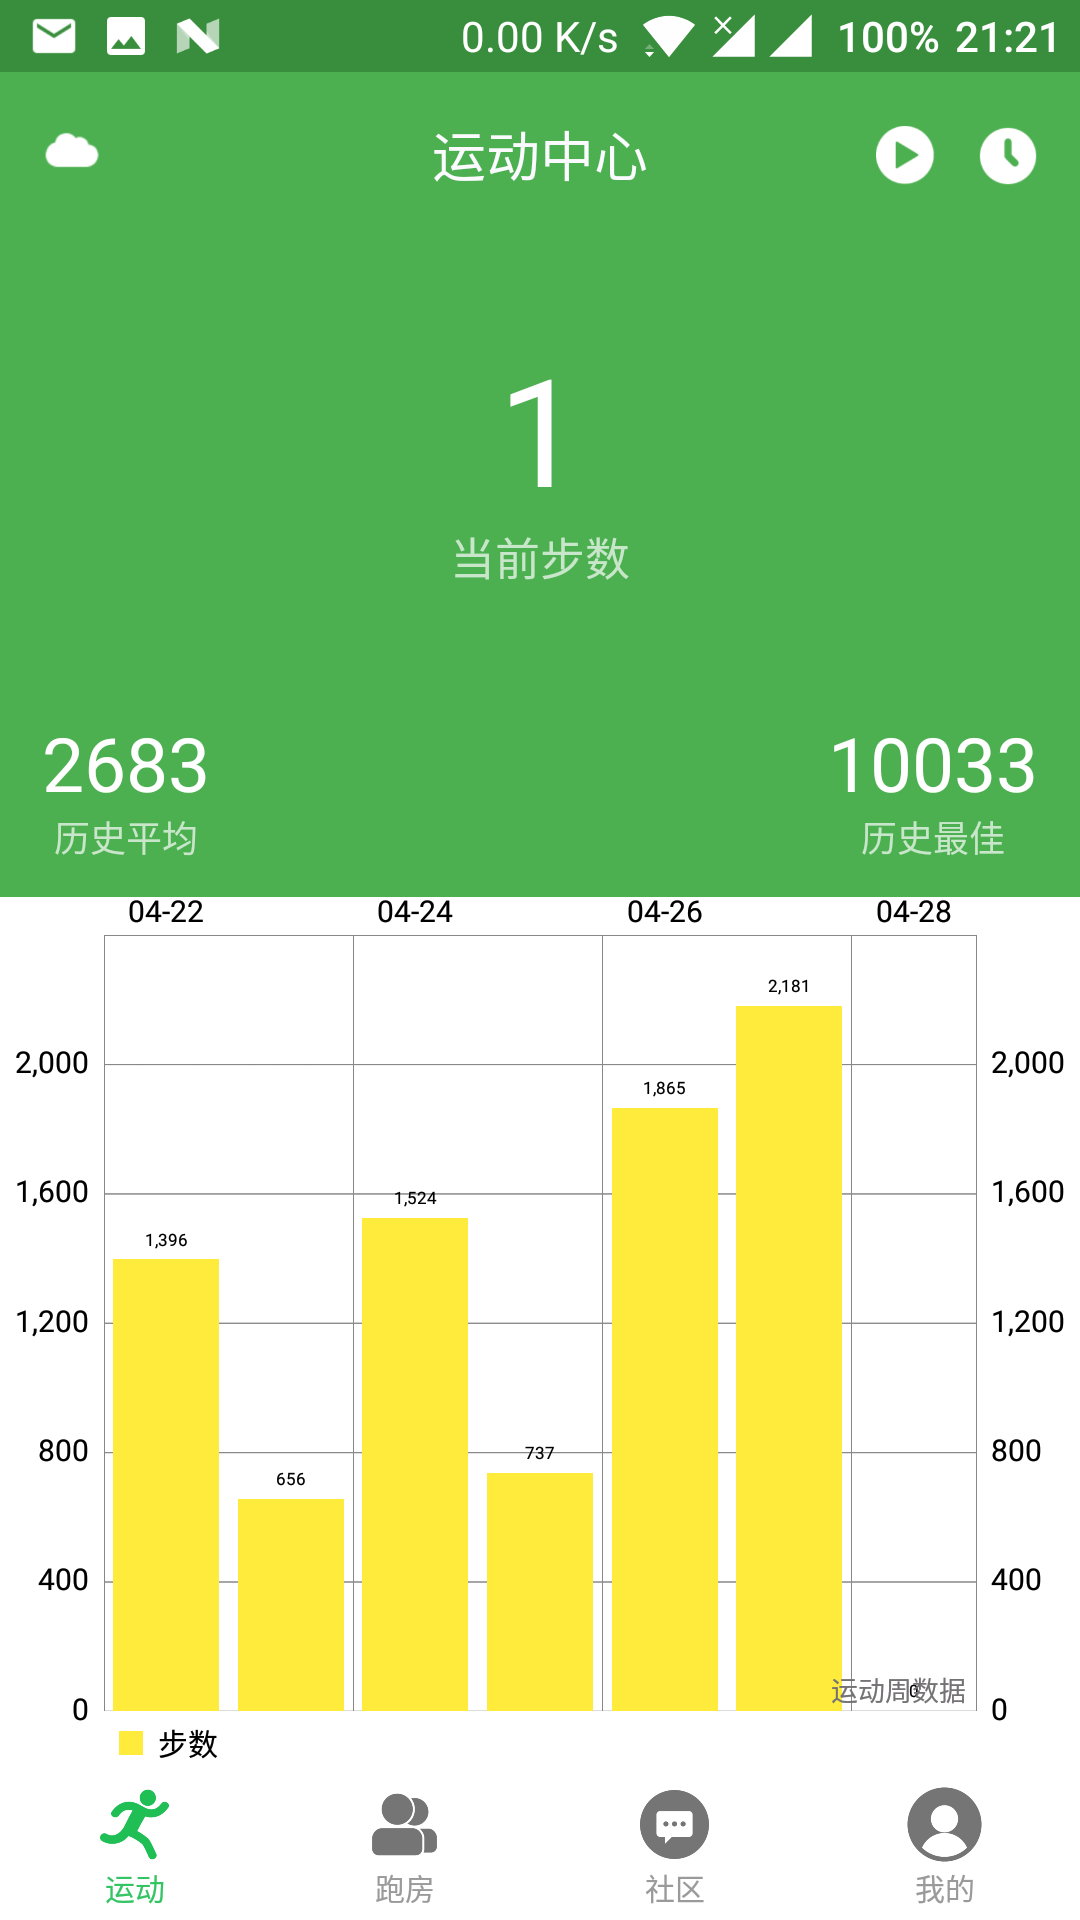 0.00 K/s 100% 21:21
运动中心
1
当前步数
2683 10033
历史平均 历史最佳
04-22 04-24 04-26 04-28
2,181
2,000 2,000
1,865
1,600 1,524 1,600
1,396
1,200 1,200
800 737 800
656
400 400
运动周数据 0
0 0
步数
运动 跑房 社区 我的